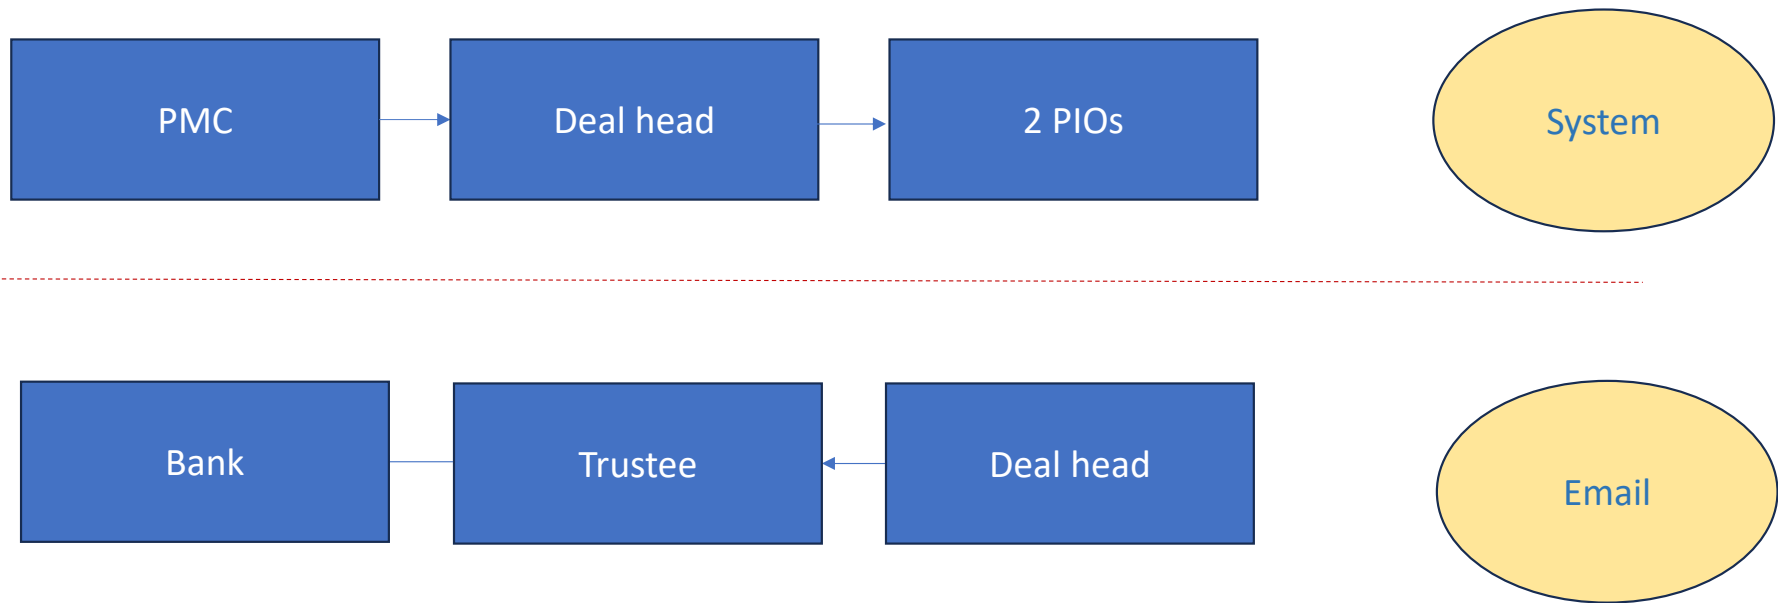 PMC
Deal head
2 PIOs
System
Bank
Trustee
Deal head
Email